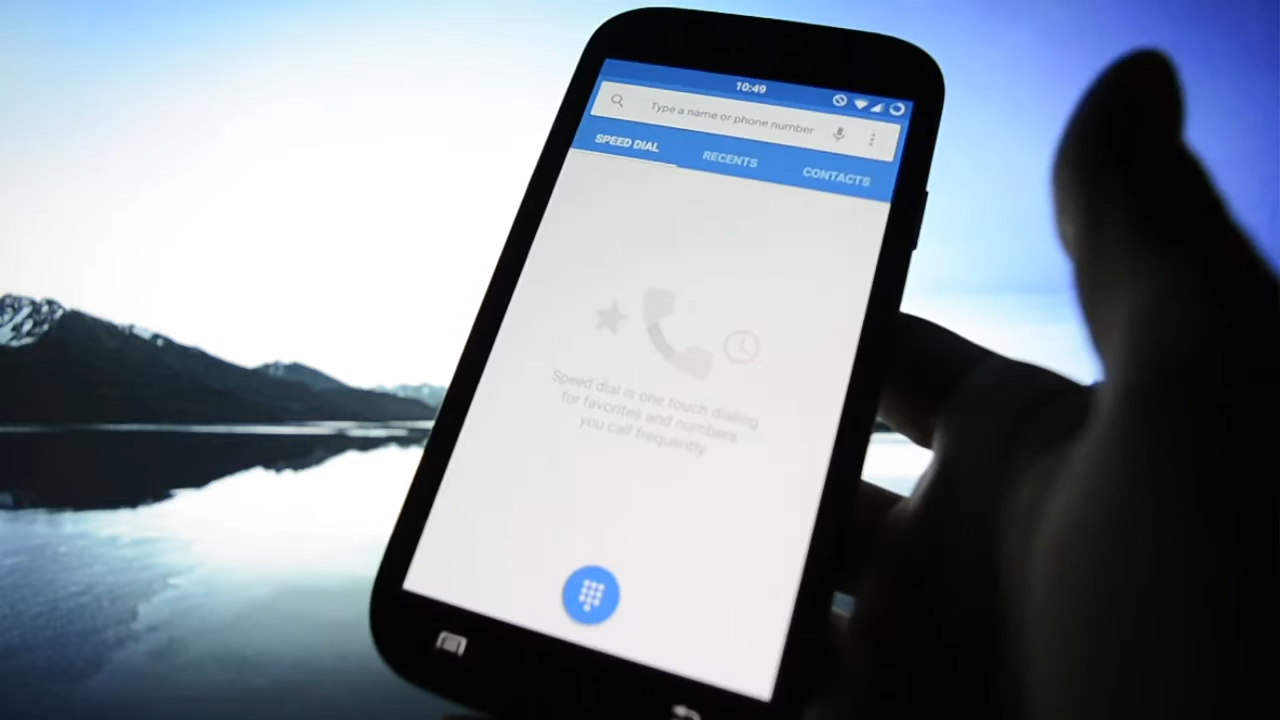 10:49
Type a name or phone number
SPEED DIAL
RECENTS
CONTACTS
Speed dial is one touch dialing
for favorites and numbers
you call frequently